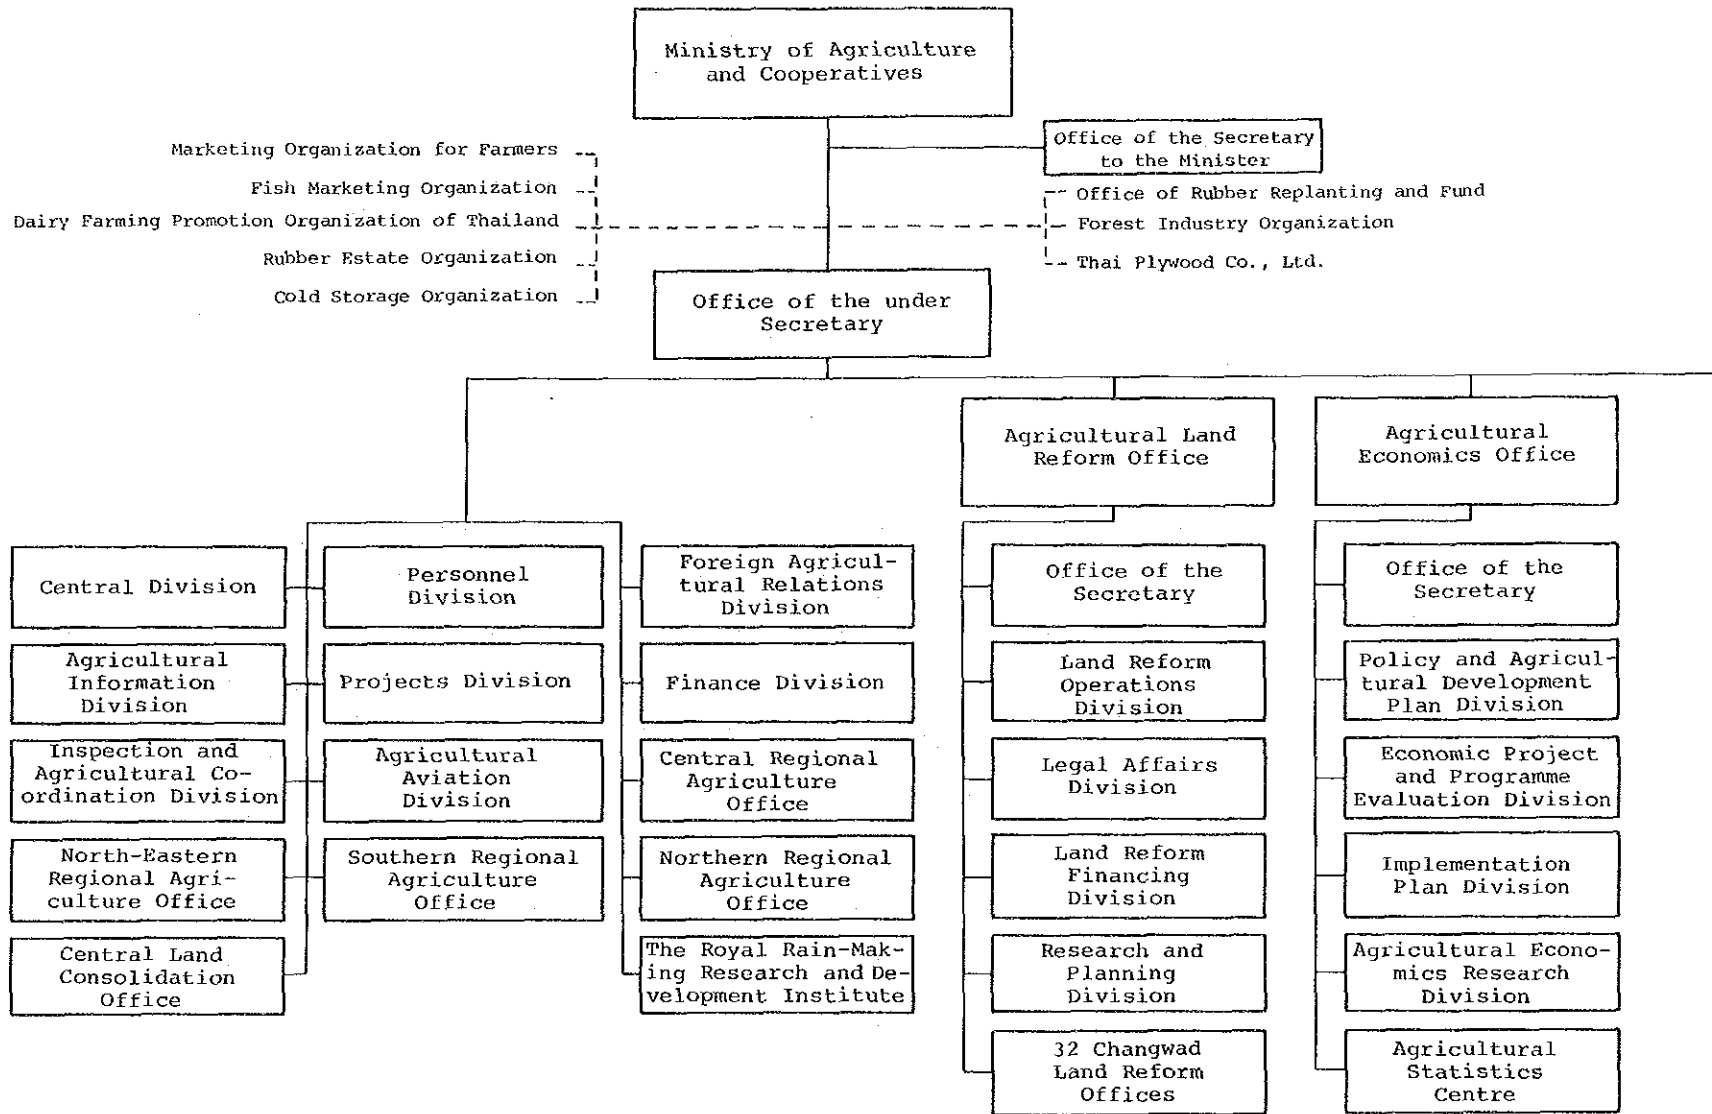 Ministry of Agriculture
and Cooperatives
Office of the Secretary
to the Minister
Marketing Organization for Farmers
Fish Marketing Organization
Dairy Farming Promotion Organization of Thailand
Rubber Estate Organization
Cold Storage Organization
Office of Rubber Replanting and Fund
Forest Industry Organization
Thai Plywood Co., Ltd.
Office of the under
Secretary
Agricultural Land
Reform Office
Agricultural
Economics Office
Central Division
Personnel
Division
Foreign Agricul-
tural Relations
Division
Agricultural
Information
Division
Projects Division
Finance Division
Inspection and
Agricultural Co-
ordination Division
Agricultural
Aviation
Division
Central Regional
Agriculture
Office
North-Eastern
Regional Agri-
culture Office
Southern Regional
Agriculture
Office
Northern Regional
Agriculture
Office
Central Land
Consolidation
Office
The Royal Rain-Mak-
ing Research and De-
velopment Institute
Office of the
Secretary
Land Reform
Operations
Division
Legal Affairs
Division
Land Reform
Financing
Division
Research and
Planning
Division
32 Changwad
Land Reform
Offices
Office of the
Secretary
Policy and Agricul-
tural Development
Plan Division
Economic Project
and Programme
Evaluation Division
Implementation
Plan Division
Agricultural Econo-
mics Research
Division
Agricultural
Statistics
Centre